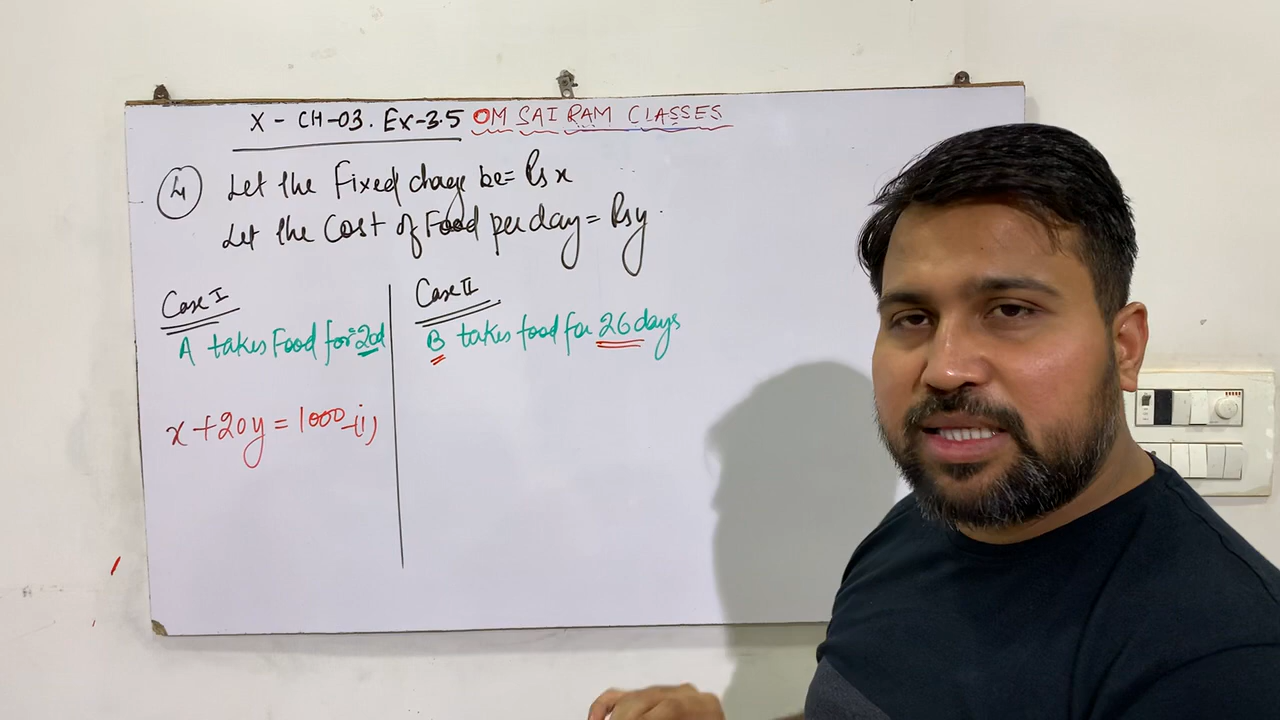 X - CH-03. Ex-3.5 OM SAI RAM CLASSES
4 Let the Fixed charge be= Rs x
Let the Cost of Food per day = Rs y.
Case I
A takes Food for 20d
x + 20y = 1000 -(i)
Case II
B takes food for 26 days